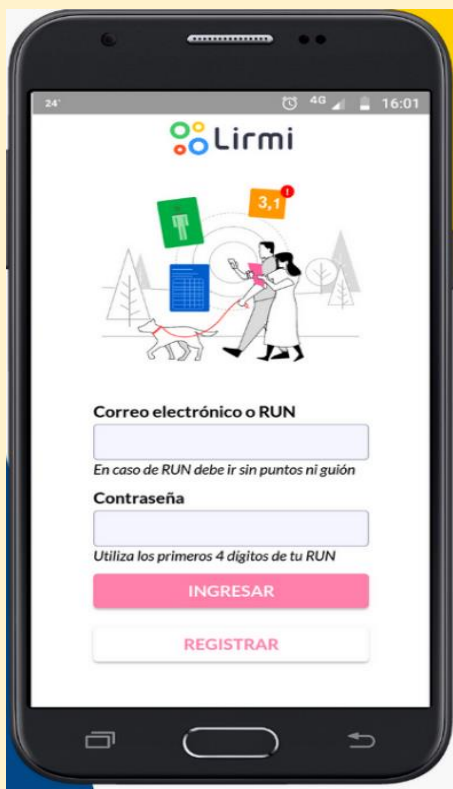 24°
4G 16:01
Lirmi
3,1 !
Correo electrónico o RUN
En caso de RUN debe ir sin puntos ni guión
Contraseña
Utiliza los primeros 4 dígitos de tu RUN
INGRESAR
REGISTRAR